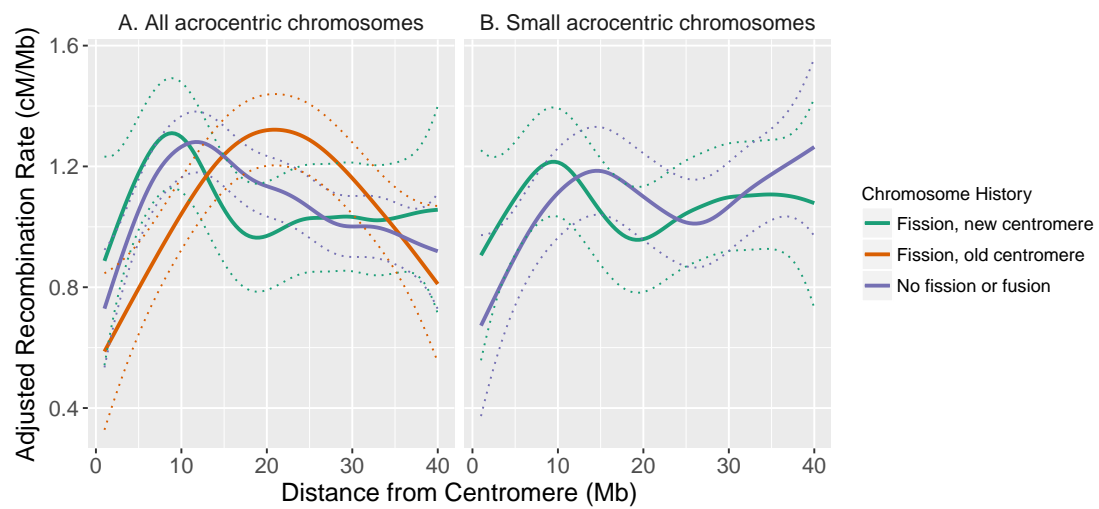 A. All acrocentric chromosomes
B. Small acrocentric chromosomes
Adjusted Recombination Rate (cM/Mb)
1.6
1.2
0.8
0.4
0 10 20 30 40
0 10 20 30 40
Distance from Centromere (Mb)
Chromosome History
Fission, new centromere
Fission, old centromere
No fission or fusion